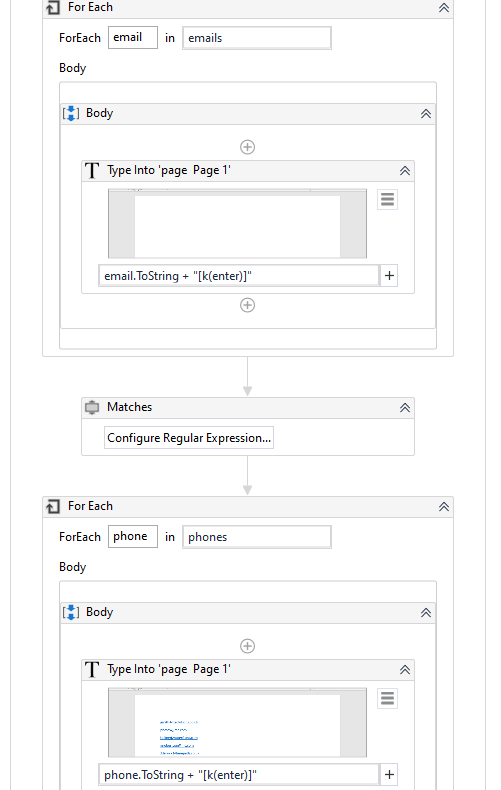 For Each
ForEach email in emails
Body
Body
Type Into 'page Page 1'
email.ToString + "[k(enter)]"
Matches
Configure Regular Expression...
For Each
ForEach phone in phones
Body
Body
Type Into 'page Page 1'
phone.ToString + "[k(enter)]"